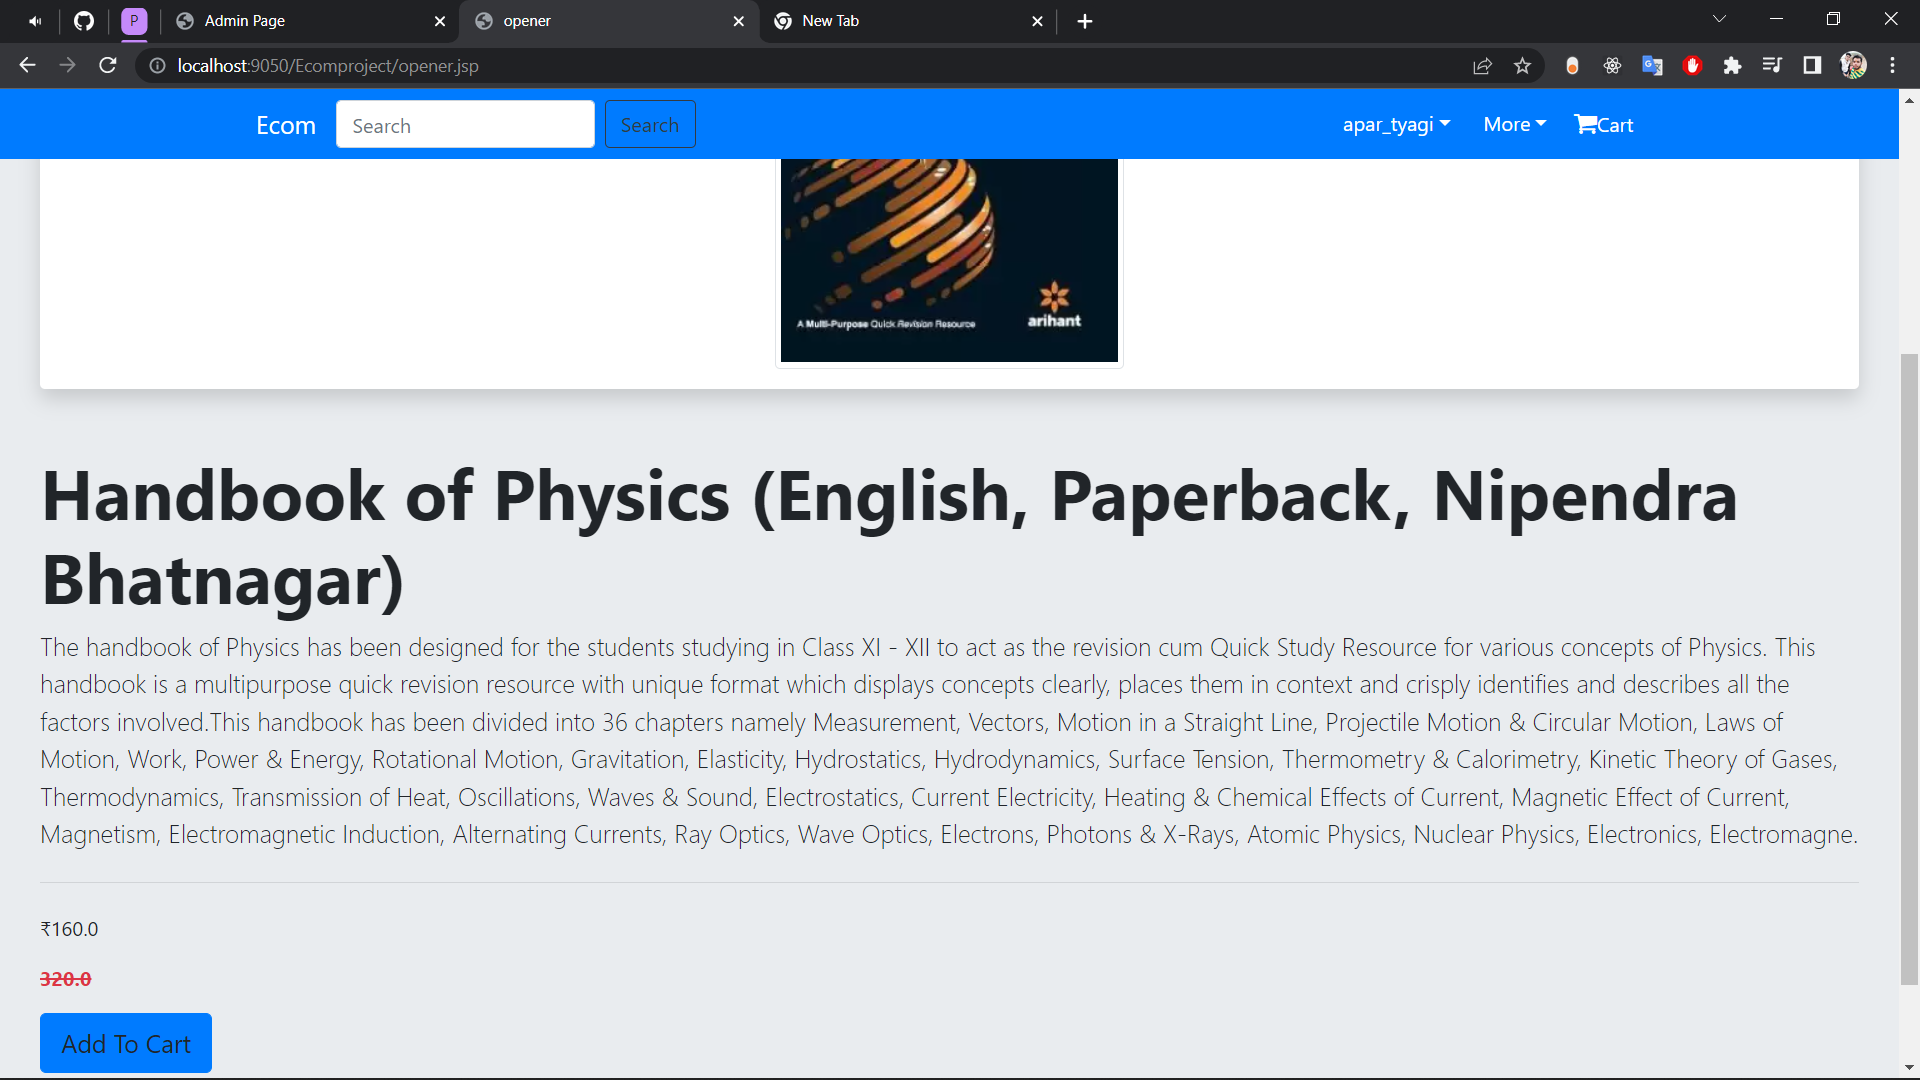 P
Admin Page
opener
New Tab
localhost:9050/Ecomproject/opener.jsp
Ecom
Search
Search
apar_tyagi
More
Cart
A Multi-Purpose Quick Revision Resource
arihant
Handbook of Physics (English, Paperback, Nipendra
Bhatnagar)
The handbook of Physics has been designed for the students studying in Class XI - XII to act as the revision cum Quick Study Resource for various concepts of Physics. This
handbook is a multipurpose quick revision resource with unique format which displays concepts clearly, places them in context and crisply identifies and describes all the
factors involved.This handbook has been divided into 36 chapters namely Measurement, Vectors, Motion in a Straight Line, Projectile Motion & Circular Motion, Laws of
Motion, Work, Power & Energy, Rotational Motion, Gravitation, Elasticity, Hydrostatics, Hydrodynamics, Surface Tension, Thermometry & Calorimetry, Kinetic Theory of Gases,
Thermodynamics, Transmission of Heat, Oscillations, Waves & Sound, Electrostatics, Current Electricity, Heating & Chemical Effects of Current, Magnetic Effect of Current,
Magnetism, Electromagnetic Induction, Alternating Currents, Ray Optics, Wave Optics, Electrons, Photons & X-Rays, Atomic Physics, Nuclear Physics, Electronics, Electromagne.
₹160.0
320.0
Add To Cart